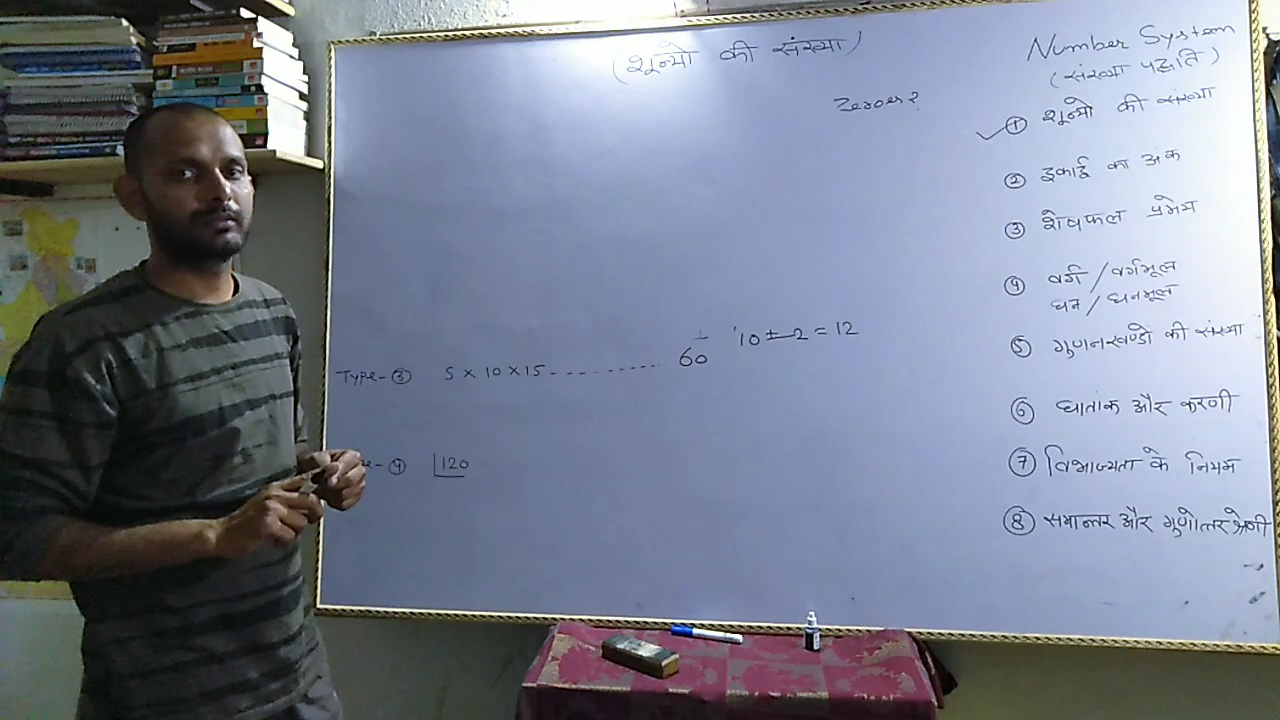 (शून्यो की संख्या)
Zeroes?
Type-③ 5 × 10 × 15 - - - - - - - - - 60 10 ± 2 = 12
④ 120
Number System
(संख्या पद्धति)
✓① शून्यो की संख्या
② इकाई का अंक
③ शेषफल प्रमेय
④ वर्ग / वर्गमूल
घन / घनमूल
⑤ गुणनखण्डो की संख्या
⑥ घातांक और करणी
⑦ विभाज्यता के नियम
⑧ समान्तर और गुणोत्तर श्रेणी